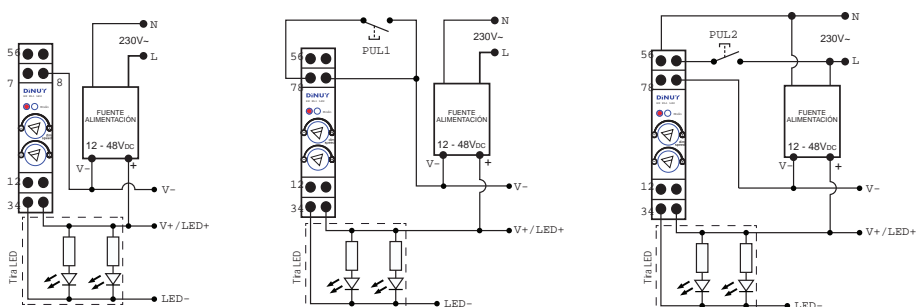 N
230V~
L
56
7
8
DINUY
FUENTE
ALIMENTACIÓN
12 - 48VDC
V-
+
12
V-
34
V+/LED+
Tira LED
LED-
PUL1
N
230V~
L
56
78
DINUY
FUENTE
ALIMENTACIÓN
12 - 48VDC
V-
+
12
V-
34
V+/LED+
Tira LED
LED-
N
PUL2
230V~
56
L
78
DINUY
FUENTE
ALIMENTACIÓN
12 - 48VDC
V-
+
12
V-
34
V+/LED+
Tira LED
LED-